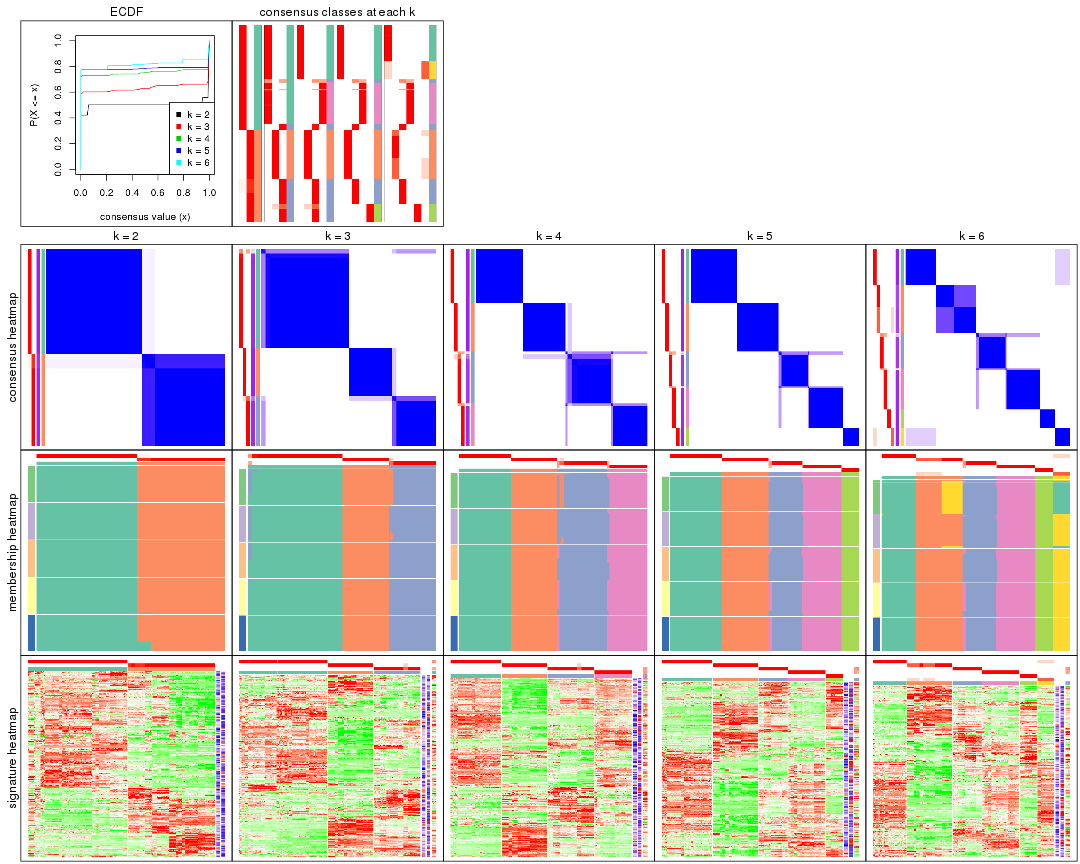 ECDF
consensus classes at each k
P(X <= x)
0.0 0.2 0.4 0.6 0.8 1.0
k = 2
k = 3
k = 4
k = 5
k = 6
0.0 0.2 0.4 0.6 0.8 1.0
consensus value (x)
k = 2
k = 3
k = 4
k = 5
k = 6
consensus heatmap
membership heatmap
signature heatmap